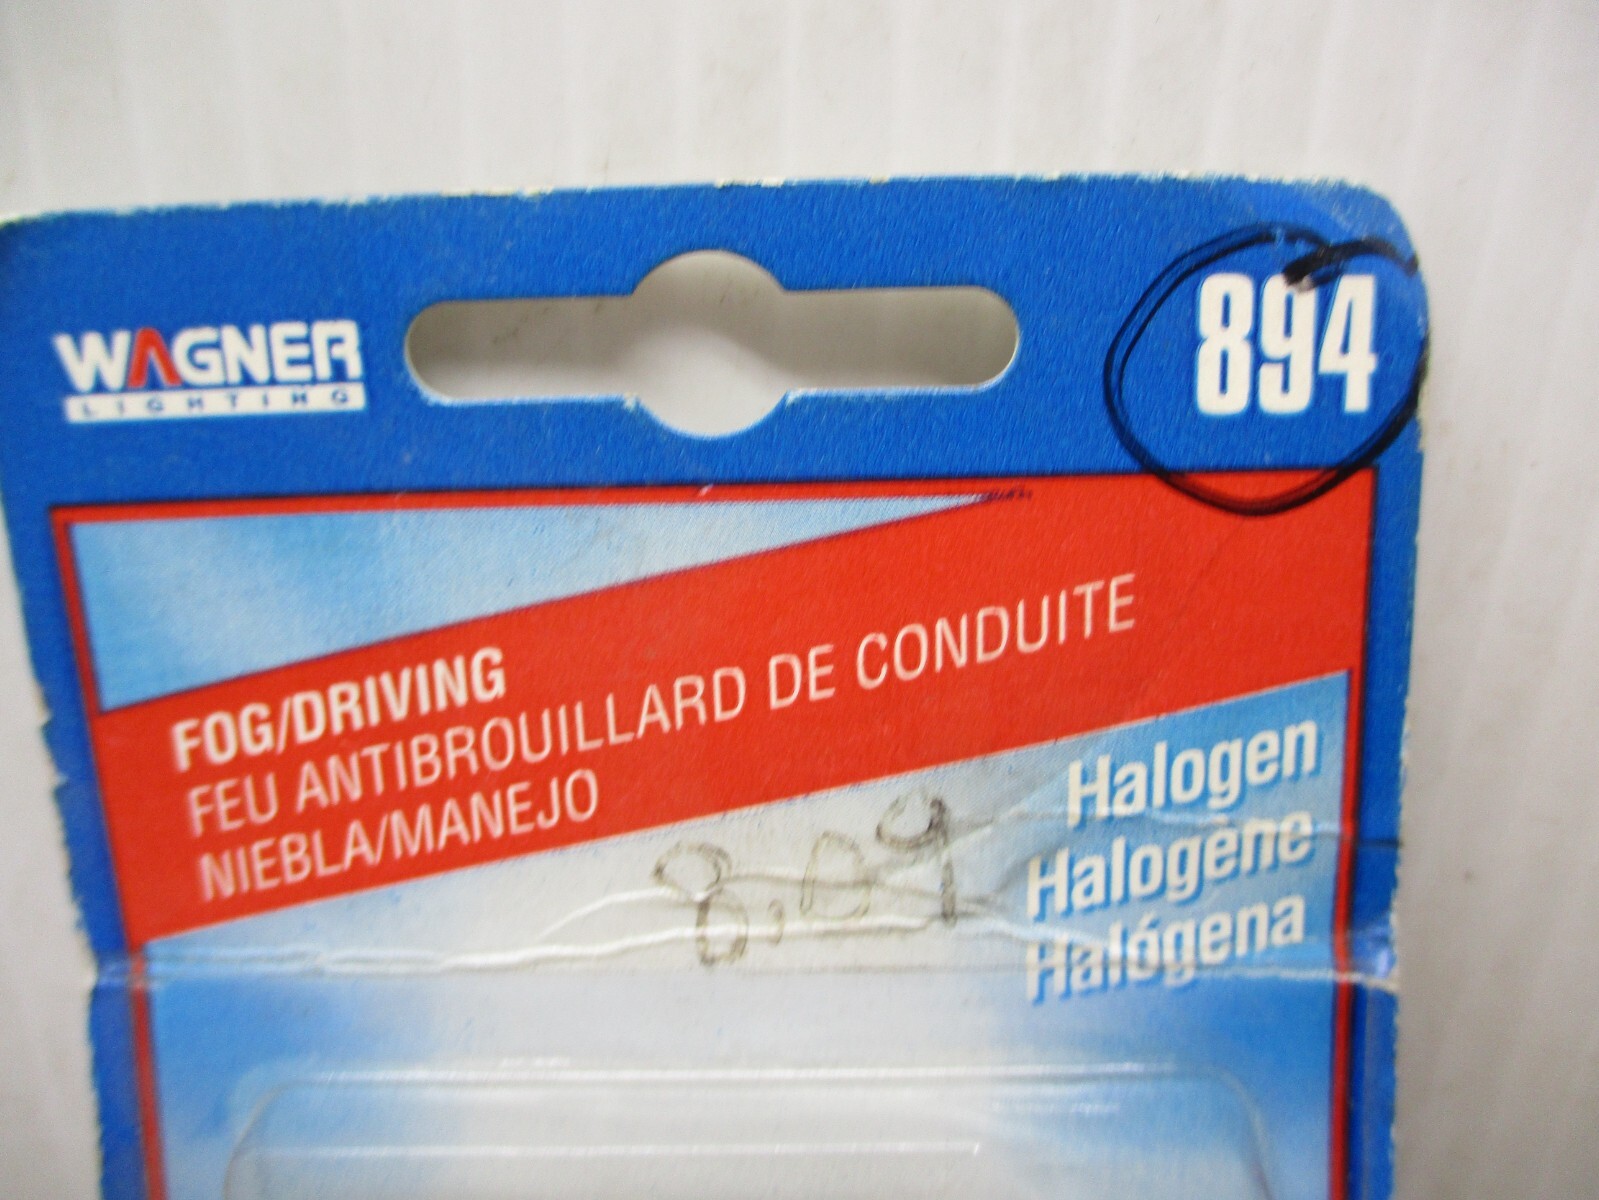 WAGNER
LIGHTING
894
FOG/DRIVING
FEU ANTIBROUILLARD DE CONDUITE
NIEBLA/MANEJO
Halogen
Halogène
Halógena